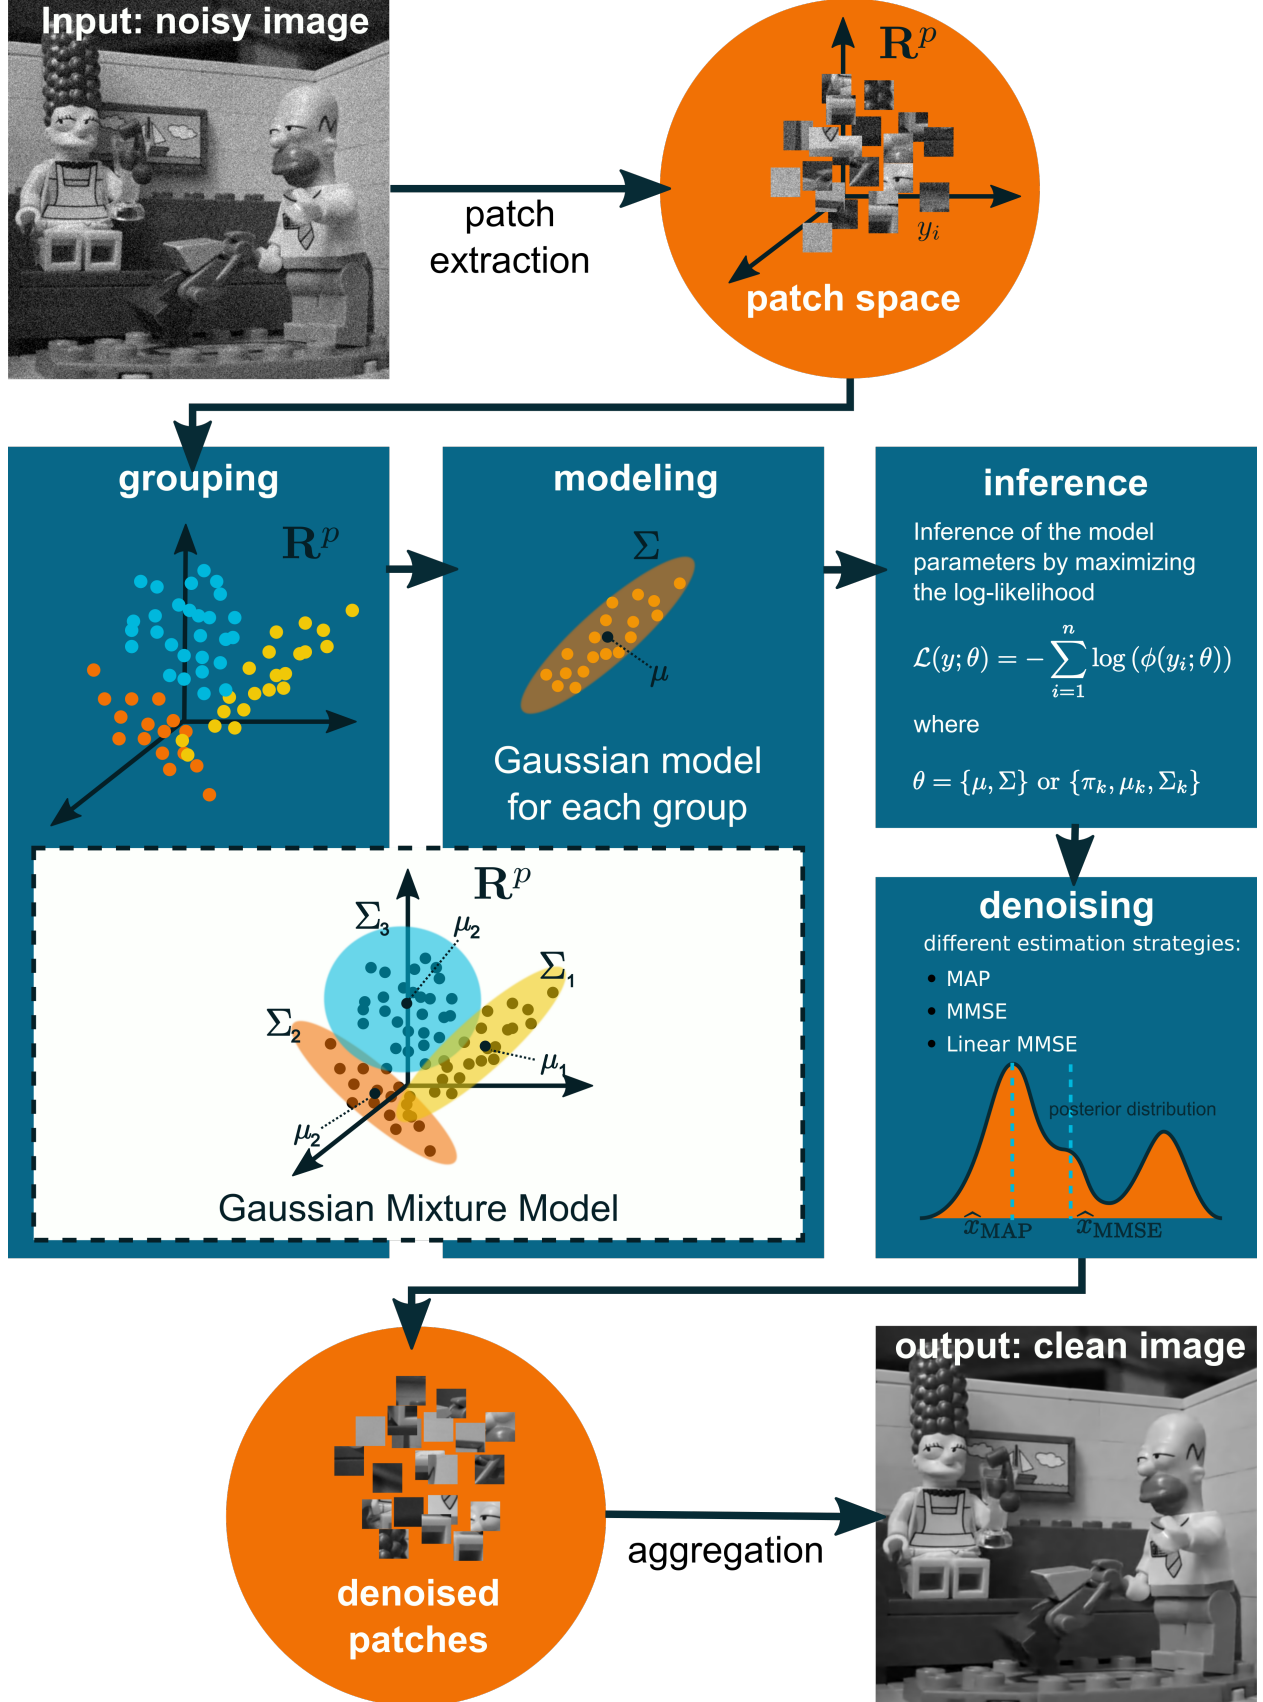 Input: noisy image
R^p
patch
extraction
y_i
patch space
grouping
R^p
modeling
Σ
μ
Gaussian model
for each group
inference
Inference of the model
parameters by maximizing
the log-likelihood
ℒ(y; θ) = − ∑_{i=1}^{n} log (ϕ(y_i; θ))
where
θ = {μ, Σ} or {π_k, μ_k, Σ_k}
R^p
Σ_3
μ_2
Σ_1
Σ_2
μ_1
μ_2
Gaussian Mixture Model
denoising
different estimation strategies:
• MAP
• MMSE
• Linear MMSE
posterior distribution
x̂_MAP
x̂_MMSE
output: clean image
denoised
patches
aggregation